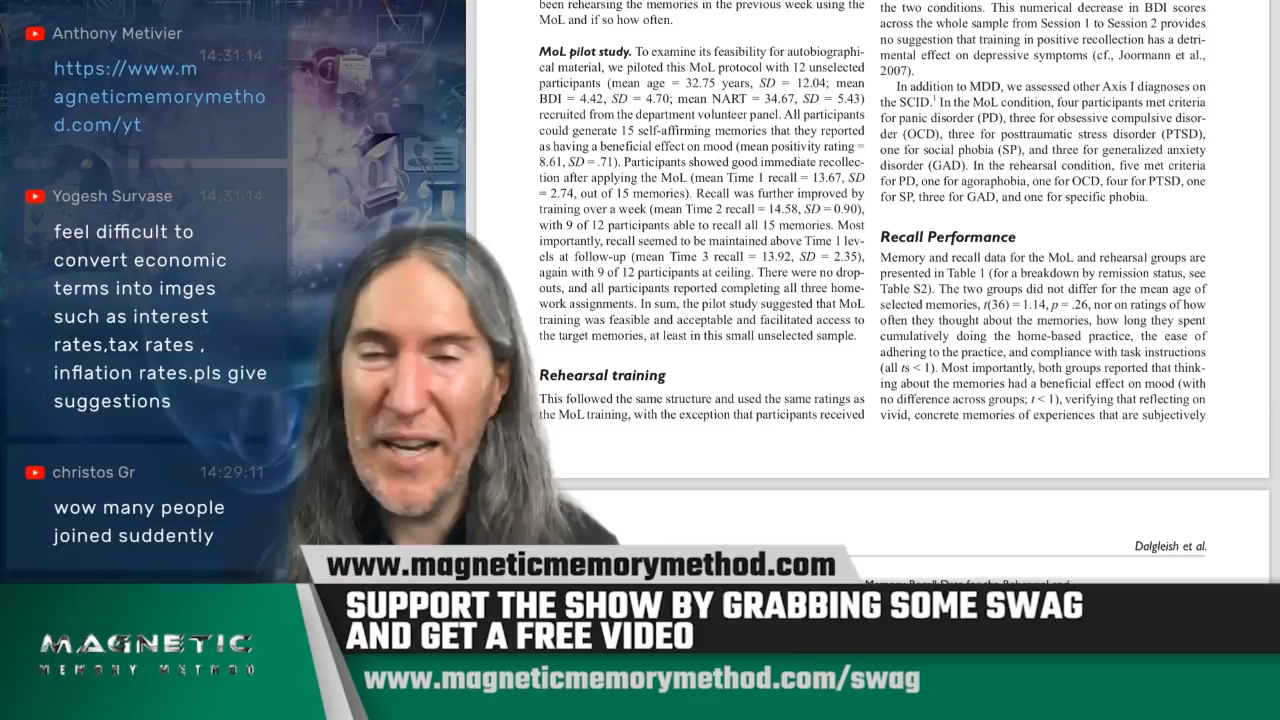 Anthony Metivier
14:31:14
https://www.m
agneticmemorymetho
d.com/yt
Yogesh Survase 14:31:14
feel difficult to
convert economic
terms into imges
such as interest
rates,tax rates ,
inflation rates.pls give
suggestions
christos Gr 14:29:11
wow many people
joined suddenly
been rehearsing the memories in the previous week using the
MoL and if so how often.
MoL pilot study. To examine its feasibility for autobiographi-
cal material, we piloted this MoL protocol with 12 unselected
participants (mean age = 32.75 years, SD = 12.04; mean
BDI = 4.42, SD = 4.70; mean NART = 34.67, SD = 5.43)
recruited from the department volunteer panel. All participants
could generate 15 self-affirming memories that they reported
as having a beneficial effect on mood (mean positivity rating =
8.61, SD = .71). Participants showed good immediate recollec-
tion after applying the MoL (mean Time 1 recall = 13.67, SD
= 2.74, out of 15 memories). Recall was further improved by
training over a week (mean Time 2 recall = 14.58, SD = 0.90),
with 9 of 12 participants able to recall all 15 memories. Most
importantly, recall seemed to be maintained above Time 1 lev-
els at follow-up (mean Time 3 recall = 13.92, SD = 2.35),
again with 9 of 12 participants at ceiling. There were no drop-
outs, and all participants reported completing all three home-
work assignments. In sum, the pilot study suggested that MoL
training was feasible and acceptable and facilitated access to
the target memories, at least in this small unselected sample.
Rehearsal training
This followed the same structure and used the same ratings as
the MoL training, with the exception that participants received
the two conditions. This numerical decrease in BDI scores
across the whole sample from Session 1 to Session 2 provides
no suggestion that training in positive recollection has a detri-
mental effect on depressive symptoms (cf., Joormann et al.,
2007).
In addition to MDD, we assessed other Axis I diagnoses on
the SCID.1 In the MoL condition, four participants met criteria
for panic disorder (PD), three for obsessive compulsive disor-
der (OCD), three for posttraumatic stress disorder (PTSD),
one for social phobia (SP), and three for generalized anxiety
disorder (GAD). In the rehearsal condition, five met criteria
for PD, one for agoraphobia, one for OCD, four for PTSD, one
for SP, three for GAD, and one for specific phobia.
Recall Performance
Memory and recall data for the MoL and rehearsal groups are
presented in Table 1 (for a breakdown by remission status, see
Table S2). The two groups did not differ for the mean age of
selected memories, t(36) = 1.14, p = .26, nor on ratings of how
often they thought about the memories, how long they spent
cumulatively doing the home-based practice, the ease of
adhering to the practice, and compliance with task instructions
(all ts < 1). Most importantly, both groups reported that think-
ing about the memories had a beneficial effect on mood (with
no difference across groups; t < 1), verifying that reflecting on
vivid, concrete memories of experiences that are subjectively
Dalgleish et al.
www.magneticmemorymethod.com
SUPPORT THE SHOW BY GRABBING SOME SWAG
AND GET A FREE VIDEO
www.magneticmemorymethod.com/swag
MAGNETIC
MEMORY METHOD